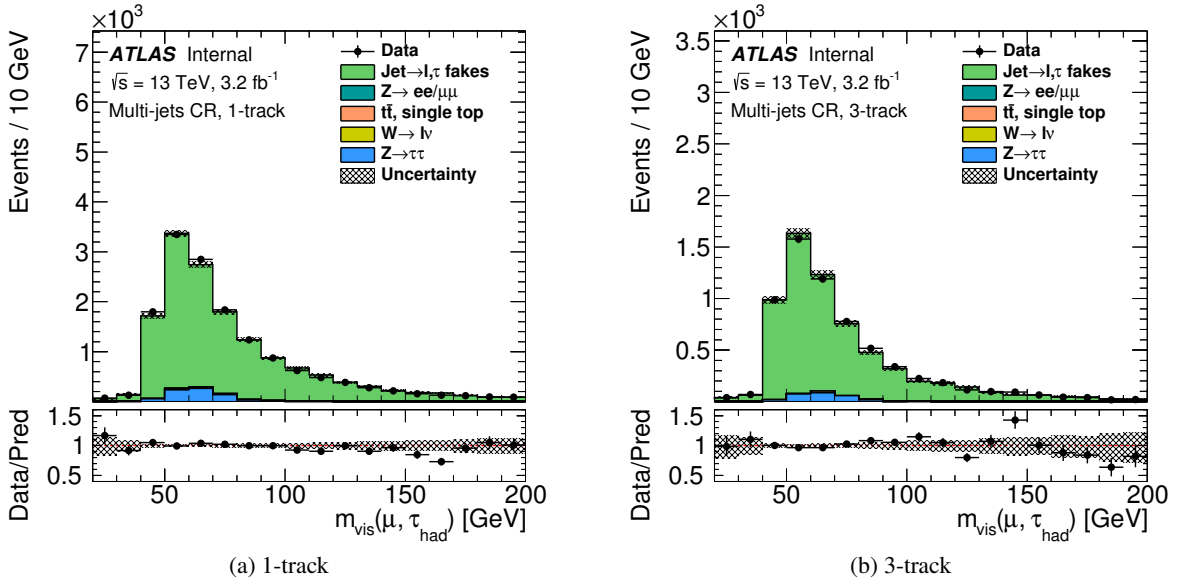 ×10³
Events / 10 GeV
7
6
5
4
3
2
1
ATLAS Internal
√s = 13 TeV, 3.2 fb⁻¹
Multi-jets CR, 1-track
Data
Jet→l,τ fakes
Z→ ee/μμ
tt̄, single top
W→ lν
Z→ττ
Uncertainty
Data/Pred
1.5
1
0.5
50 100 150 200
m_vis(μ, τ_had) [GeV]
(a) 1-track
×10³
Events / 10 GeV
3.5
3
2.5
2
1.5
1
0.5
ATLAS Internal
√s = 13 TeV, 3.2 fb⁻¹
Multi-jets CR, 3-track
Data
Jet→l,τ fakes
Z→ ee/μμ
tt̄, single top
W→ lν
Z→ττ
Uncertainty
Data/Pred
1.5
1
0.5
50 100 150 200
m_vis(μ, τ_had) [GeV]
(b) 3-track